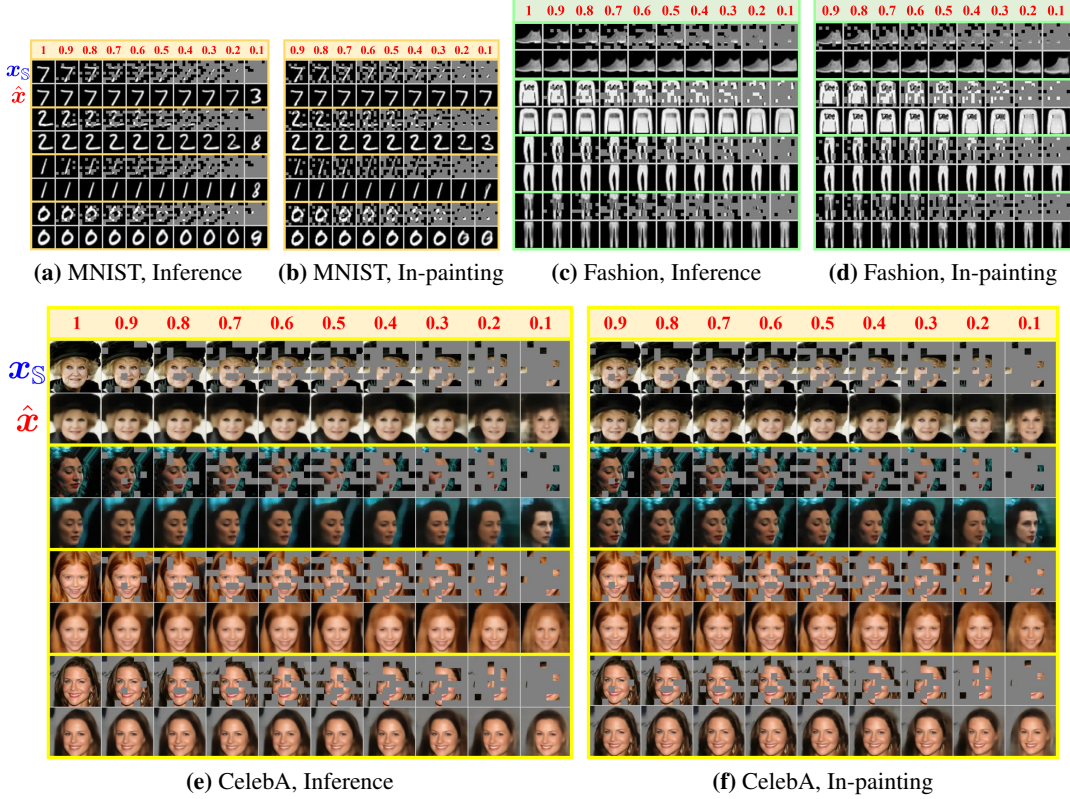 1 0.9 0.8 0.7 0.6 0.5 0.4 0.3 0.2 0.1
0.9 0.8 0.7 0.6 0.5 0.4 0.3 0.2 0.1
1 0.9 0.8 0.7 0.6 0.5 0.4 0.3 0.2 0.1
0.9 0.8 0.7 0.6 0.5 0.4 0.3 0.2 0.1
x_𝕊
x̂
(a) MNIST, Inference
(b) MNIST, In-painting
(c) Fashion, Inference
(d) Fashion, In-painting
1 0.9 0.8 0.7 0.6 0.5 0.4 0.3 0.2 0.1
0.9 0.8 0.7 0.6 0.5 0.4 0.3 0.2 0.1
x_𝕊
x̂
(e) CelebA, Inference
(f) CelebA, In-painting